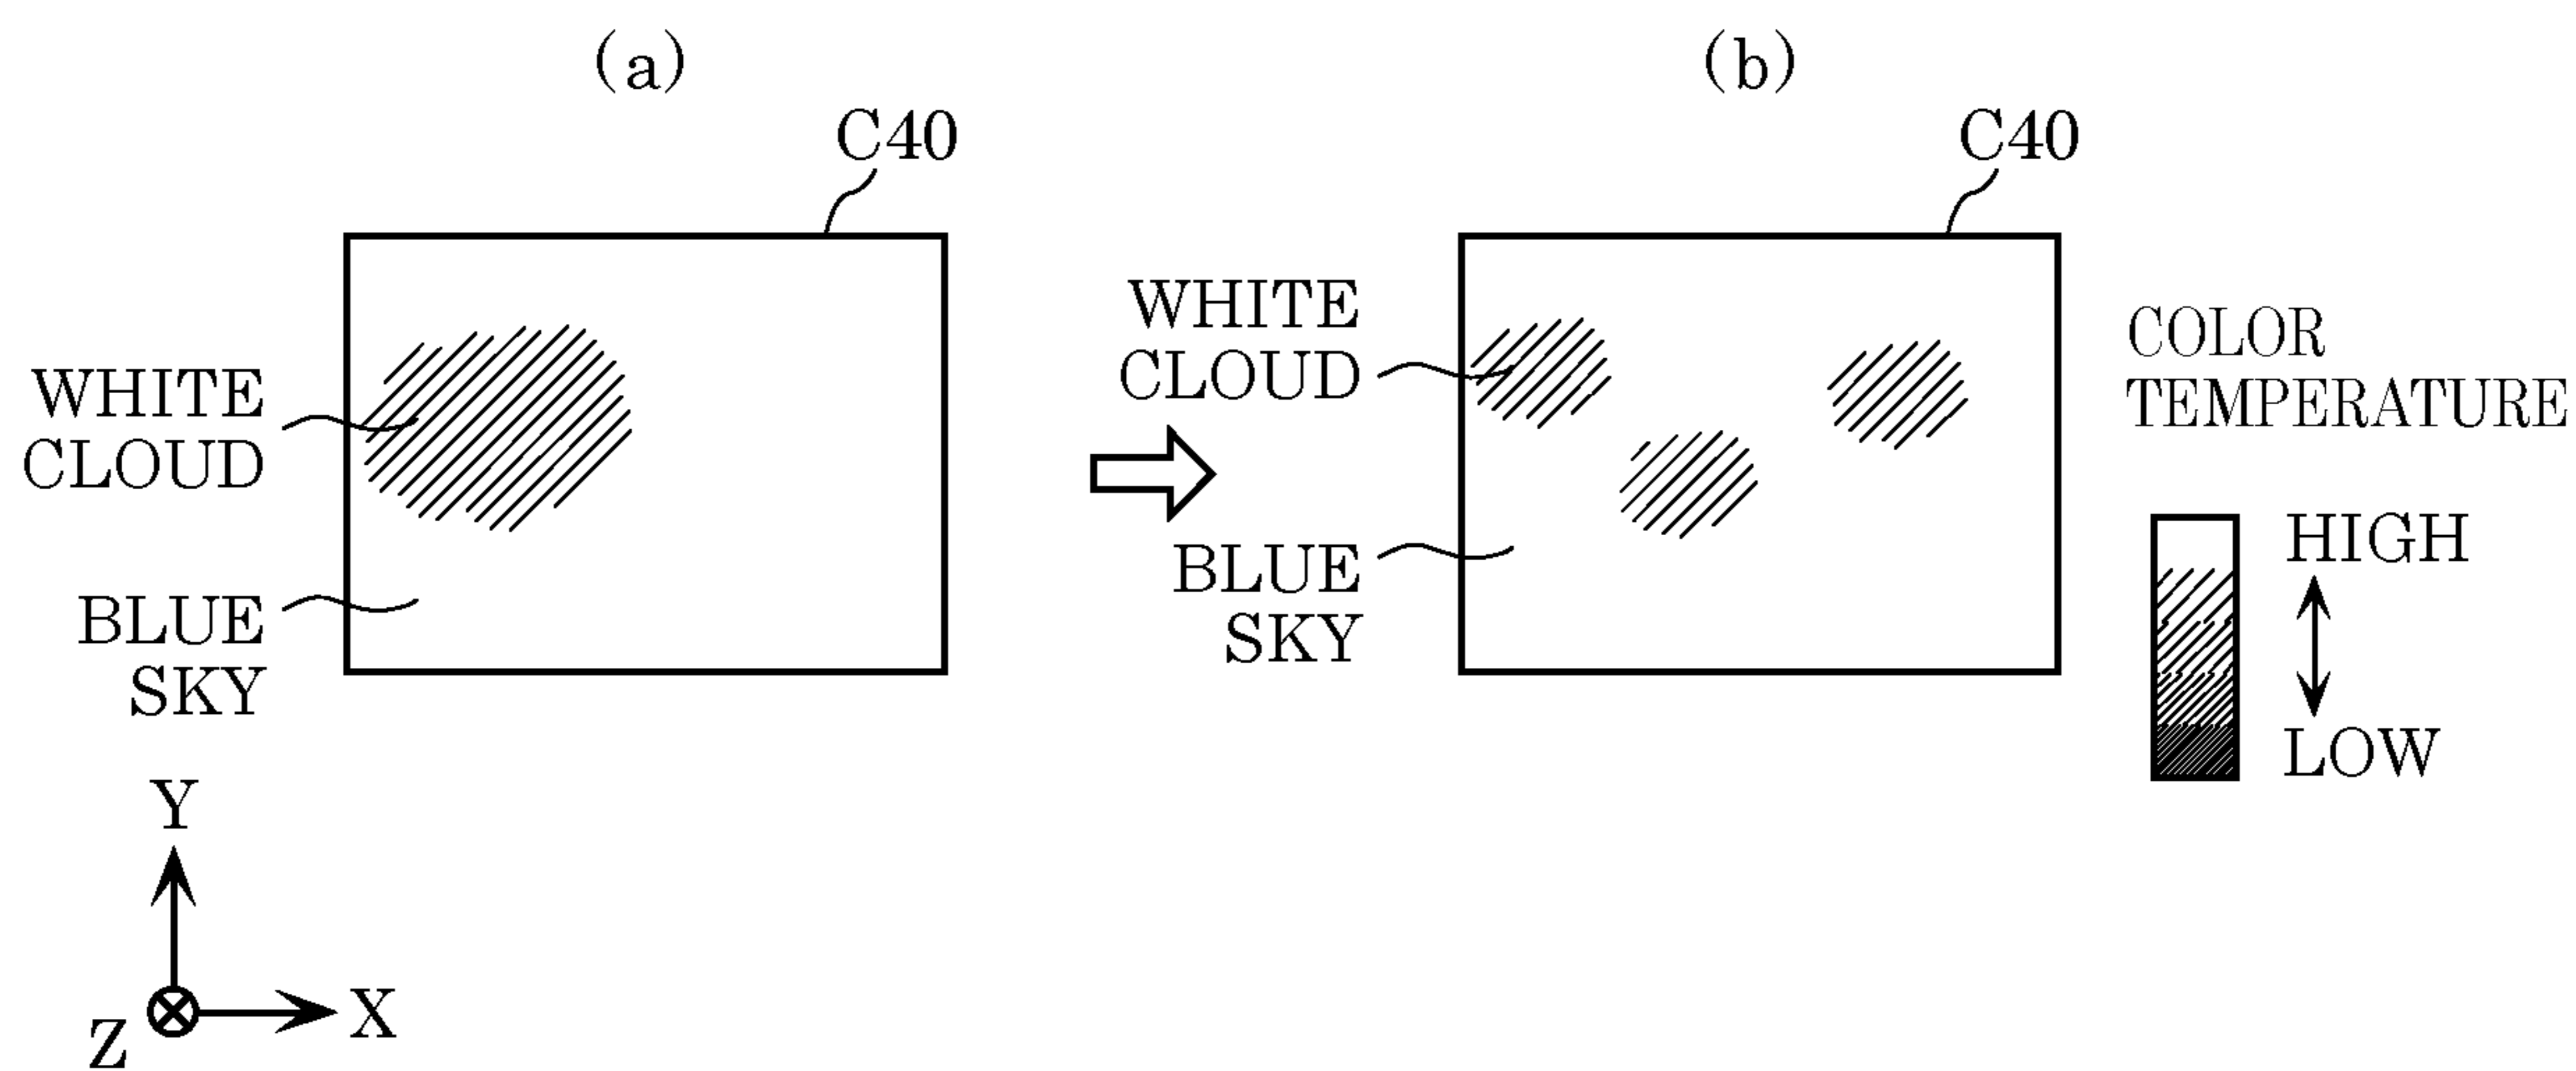 (a)
C40
WHITE
CLOUD
BLUE
SKY
(b)
C40
WHITE
CLOUD
BLUE
SKY
COLOR
TEMPERATURE
HIGH
LOW
Y
X
Z